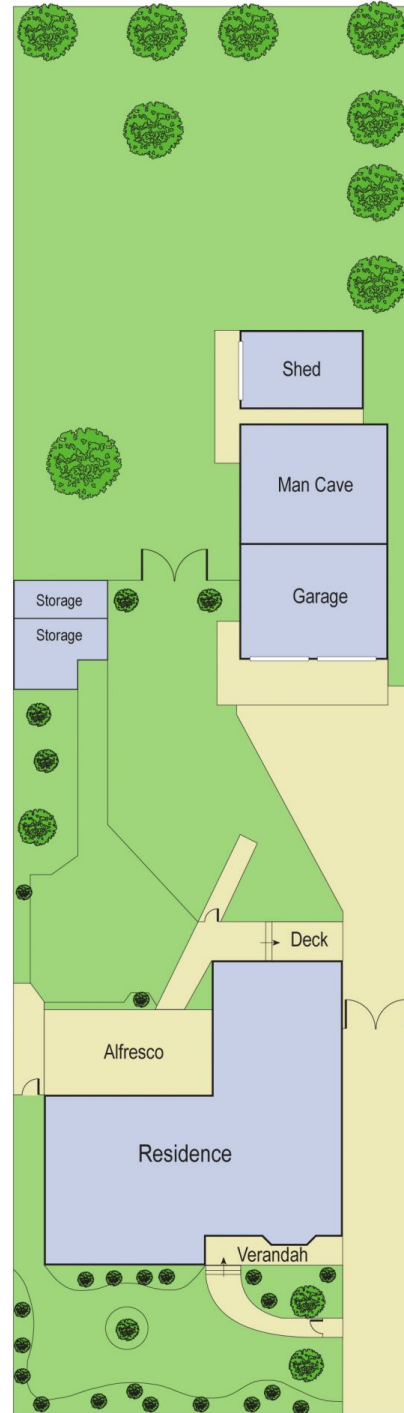 Shed
Man Cave
Garage
Storage
Storage
Deck
Alfresco
Residence
Verandah